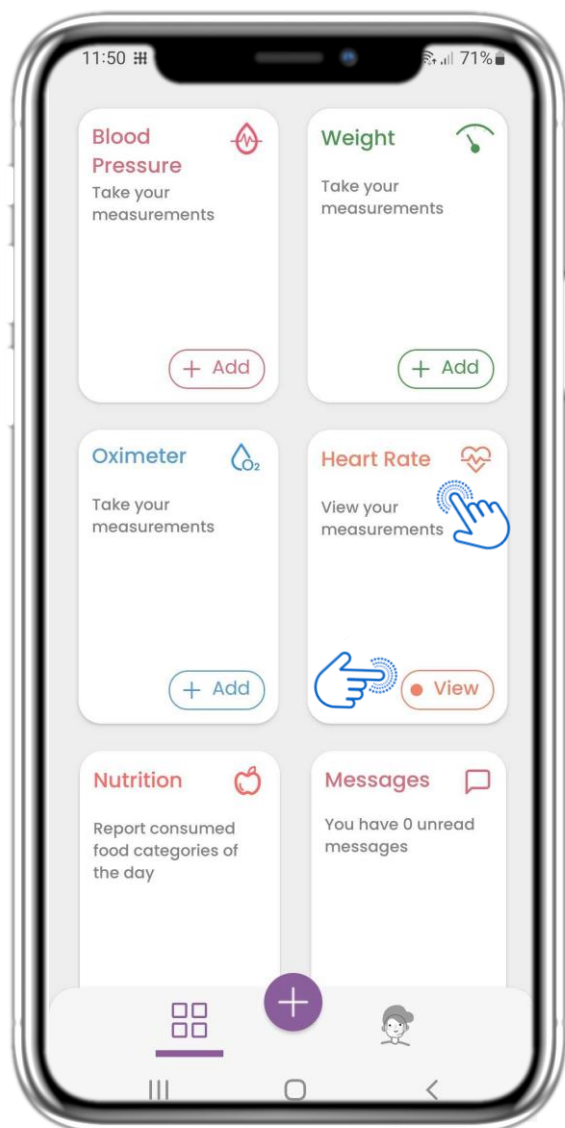 11:50
71%
Blood
Pressure
Take your
measurements
+ Add
Weight
Take your
measurements
+ Add
Oximeter
O2
Take your
measurements
+ Add
Heart Rate
View your
measurements
View
Nutrition
Report consumed
food categories of
the day
Messages
You have 0 unread
messages